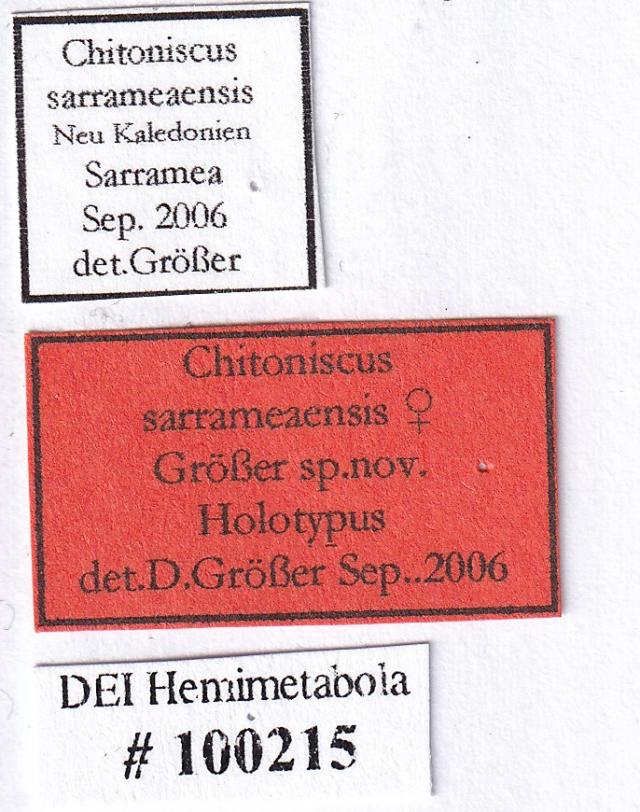 Chitoniscus
sarrameaensis
Neu Kaledonien
Sarramea
Sep. 2006
det.Größer
Chitoniscus
sarrameaensis ♀
Größer sp.nov.
Holotypus
det.D.Größer Sep..2006
DEI Hemimetabola
# 100215